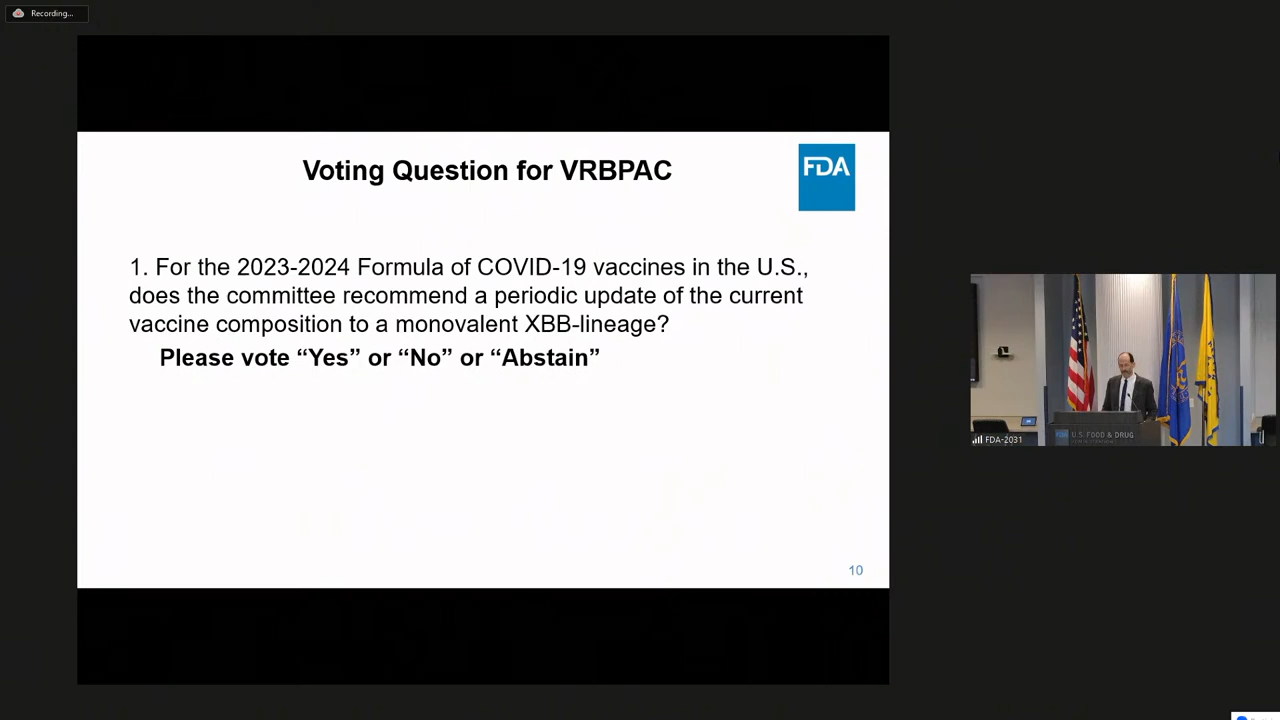 Recording...
Voting Question for VRBPAC
FDA
1. For the 2023-2024 Formula of COVID-19 vaccines in the U.S.,
does the committee recommend a periodic update of the current
vaccine composition to a monovalent XBB-lineage?
Please vote “Yes” or “No” or “Abstain”
10
U.S. FOOD & DRUG
FDA-2031